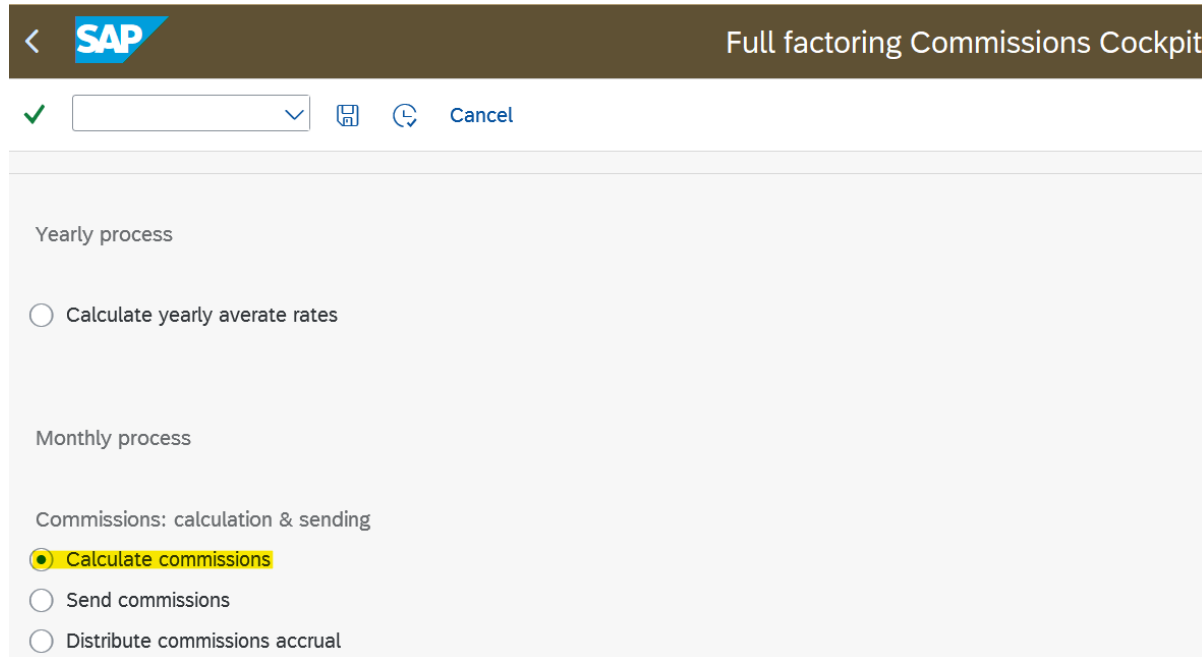 SAP
Full factoring Commissions Cockpit
Cancel
Yearly process
Calculate yearly averate rates
Monthly process
Commissions: calculation & sending
Calculate commissions
Send commissions
Distribute commissions accrual